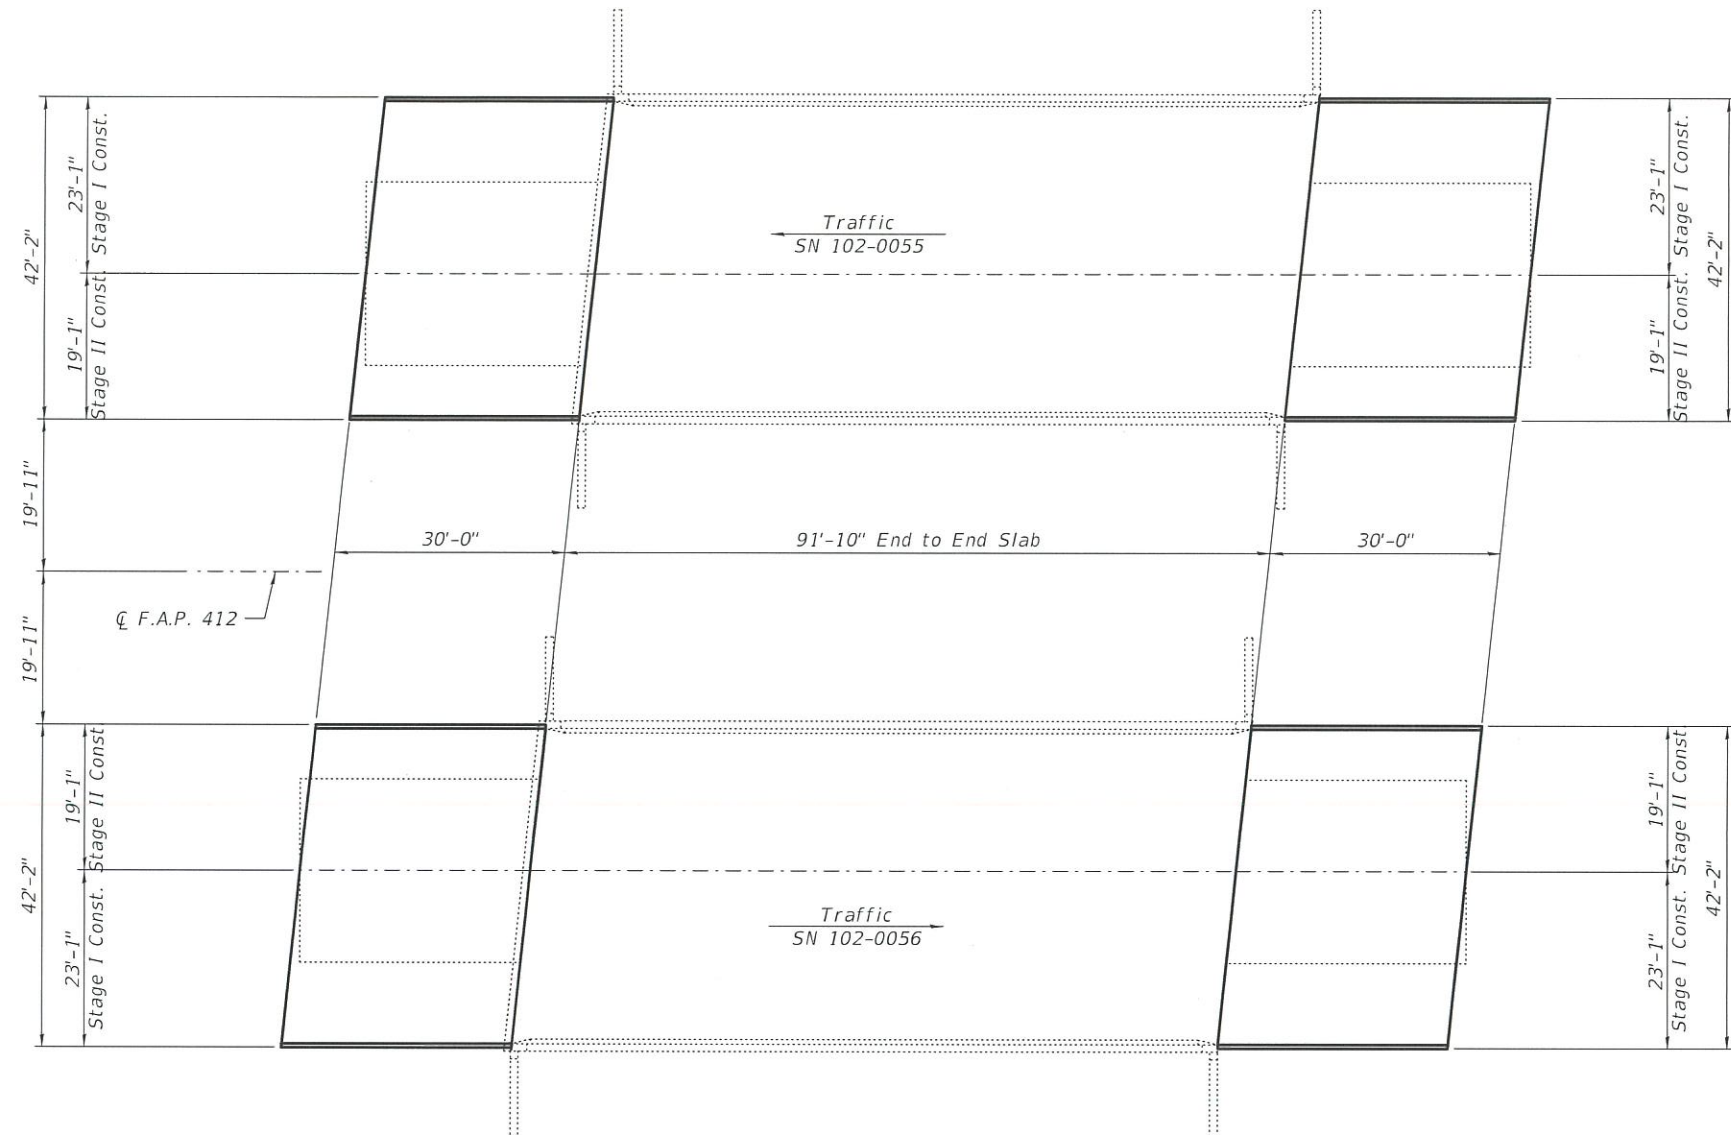 42'-2"
23'-1"
Stage I Const.
19'-1"
Stage II Const.
Traffic
SN 102-0055
23'-1"
Stage I Const.
19'-1"
Stage II Const.
42'-2"
19'-11"
30'-0"
91'-10" End to End Slab
30'-0"
℄ F.A.P. 412
19'-11"
42'-2"
19'-1"
Stage II Const.
23'-1"
Stage I Const.
Traffic
SN 102-0056
19'-1"
Stage II Const.
23'-1"
Stage I Const.
42'-2"